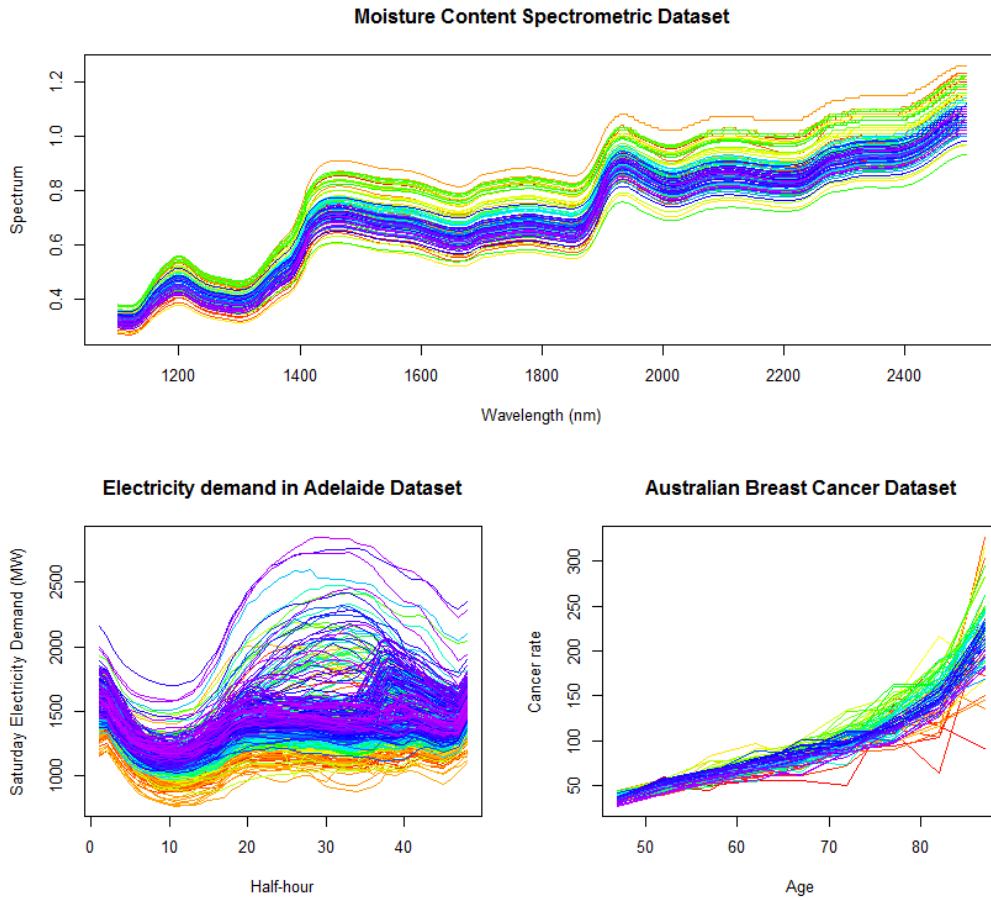 Moisture Content Spectrometric Dataset
Spectrum
0.4 0.6 0.8 1.0 1.2
1200 1400 1600 1800 2000 2200 2400
Wavelength (nm)
Electricity demand in Adelaide Dataset
Saturday Electricity Demand (MW)
1000 1500 2000 2500
0 10 20 30 40
Half-hour
Australian Breast Cancer Dataset
Cancer rate
50 100 150 200 250 300
50 60 70 80
Age